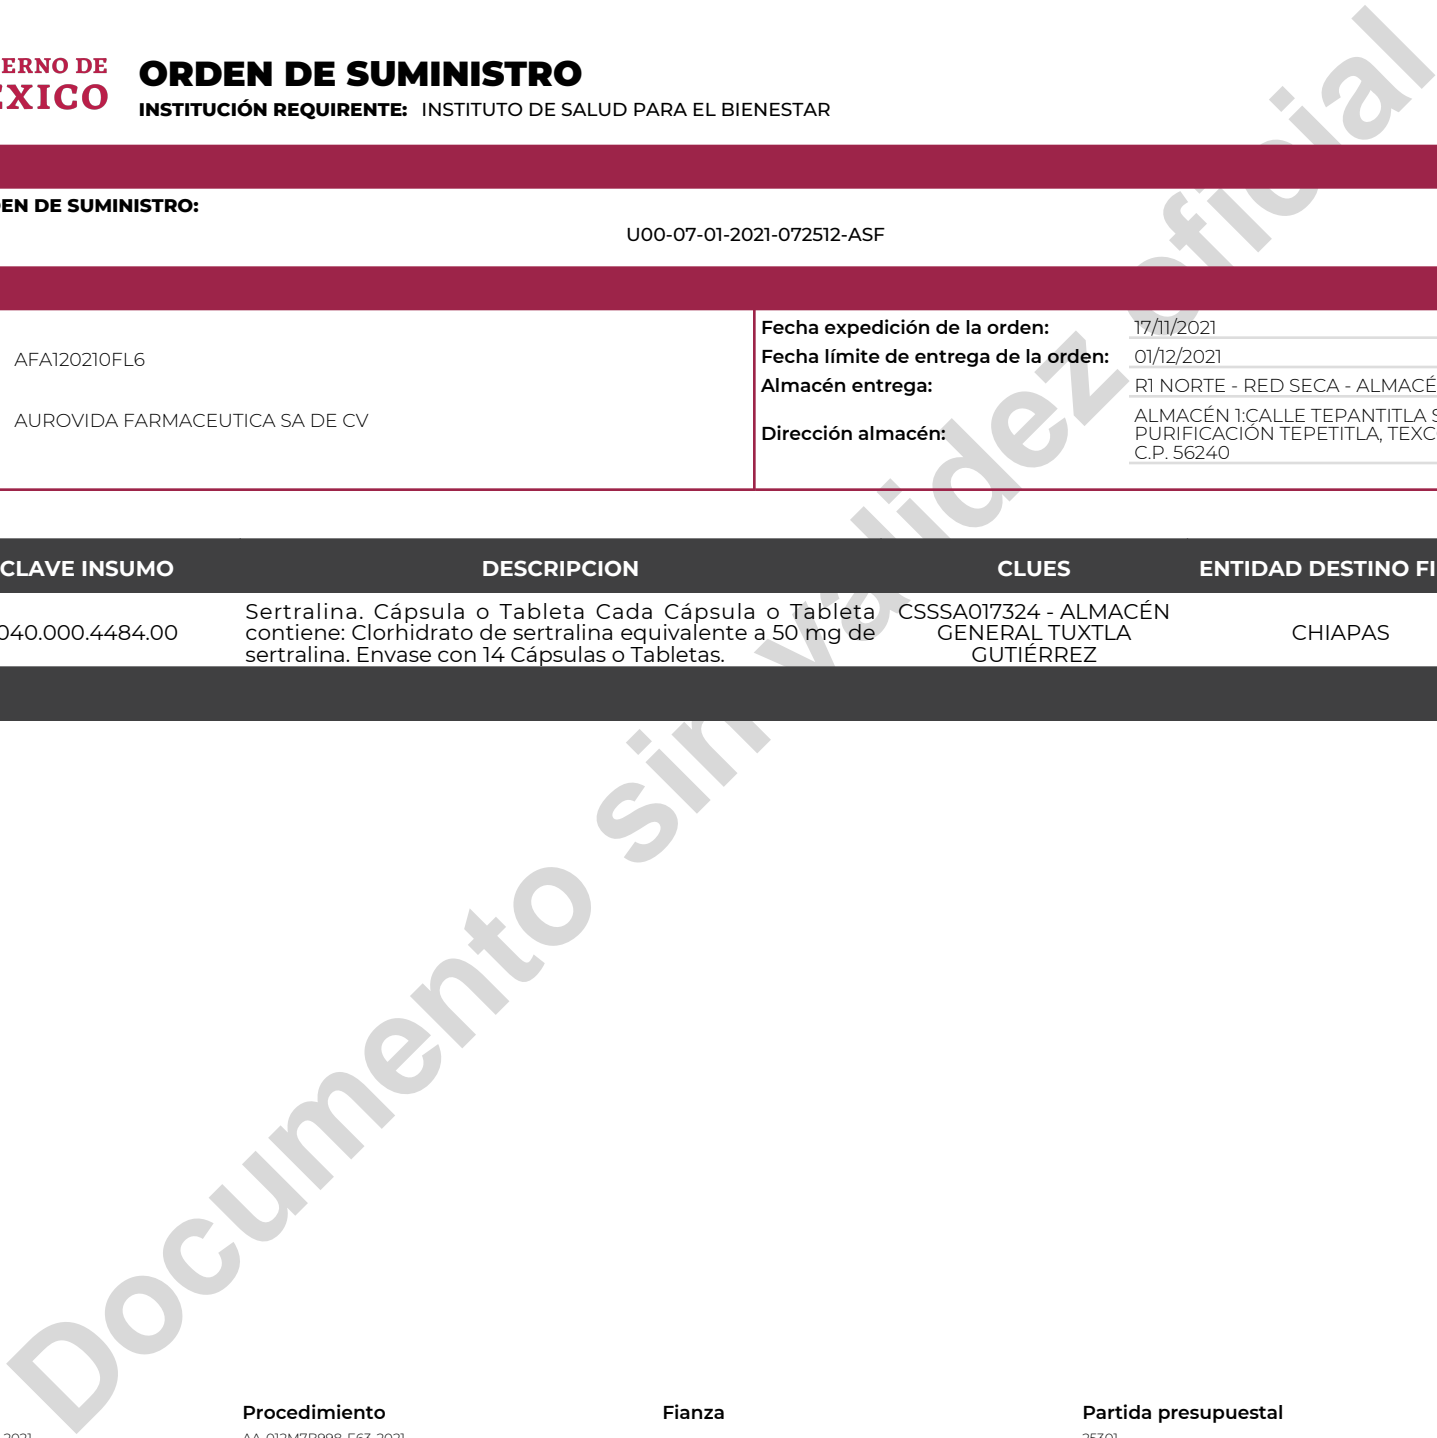 ERNO DE
ÉXICO
ORDEN DE SUMINISTRO
INSTITUCIÓN REQUIRENTE: INSTITUTO DE SALUD PARA EL BIENESTAR
EN DE SUMINISTRO:
U00-07-01-2021-072512-ASF
AFA120210FL6
AUROVIDA FARMACEUTICA SA DE CV
Fecha expedición de la orden: 17/11/2021
Fecha límite de entrega de la orden: 01/12/2021
Almacén entrega: R1 NORTE - RED SECA - ALMACÉ
Dirección almacén:
ALMACÉN 1:CALLE TEPANTITLA S
PURIFICACIÓN TEPETITLA, TEXC
C.P. 56240
CLAVE INSUMO DESCRIPCION CLUES ENTIDAD DESTINO FI
040.000.4484.00
Sertralina. Cápsula o Tableta Cada Cápsula o Tableta
contiene: Clorhidrato de sertralina equivalente a 50 mg de
sertralina. Envase con 14 Cápsulas o Tabletas.
CSSSA017324 - ALMACÉN
GENERAL TUXTLA
GUTIÉRREZ
CHIAPAS
Documento sin validez oficial
Procedimiento Fianza Partida presupuestal